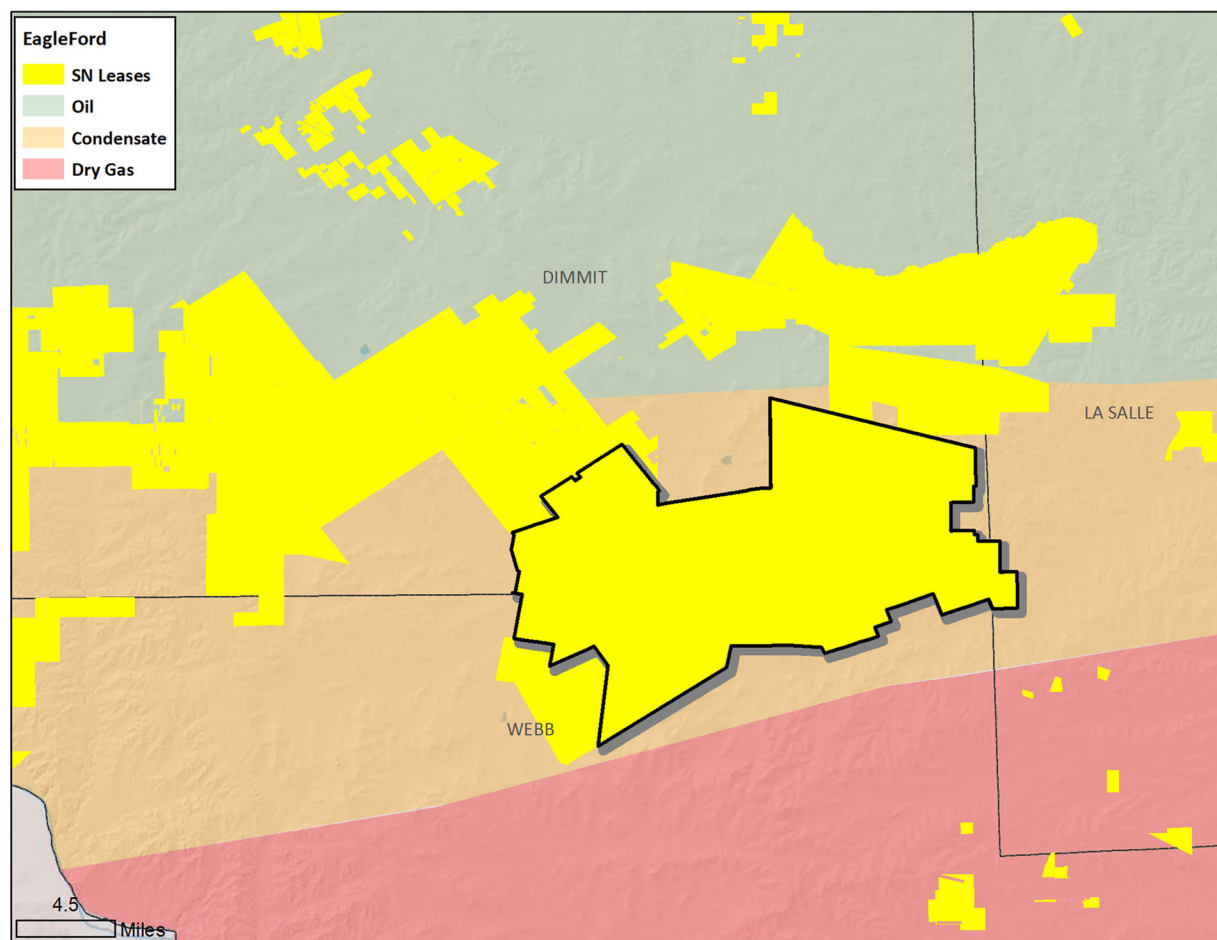 EagleFord
SN Leases
Oil
Condensate
Dry Gas
DIMMIT
LA SALLE
WEBB
4.5
Miles